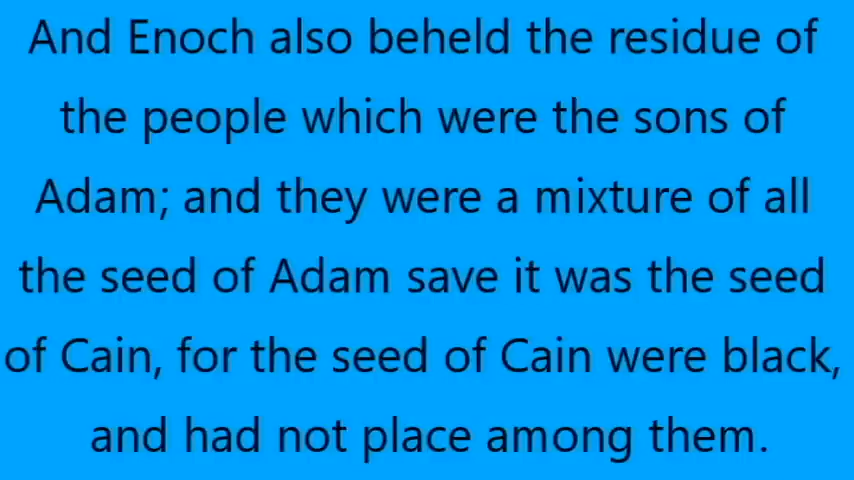 And Enoch also beheld the residue of
the people which were the sons of
Adam; and they were a mixture of all
the seed of Adam save it was the seed
of Cain, for the seed of Cain were black,
and had not place among them.